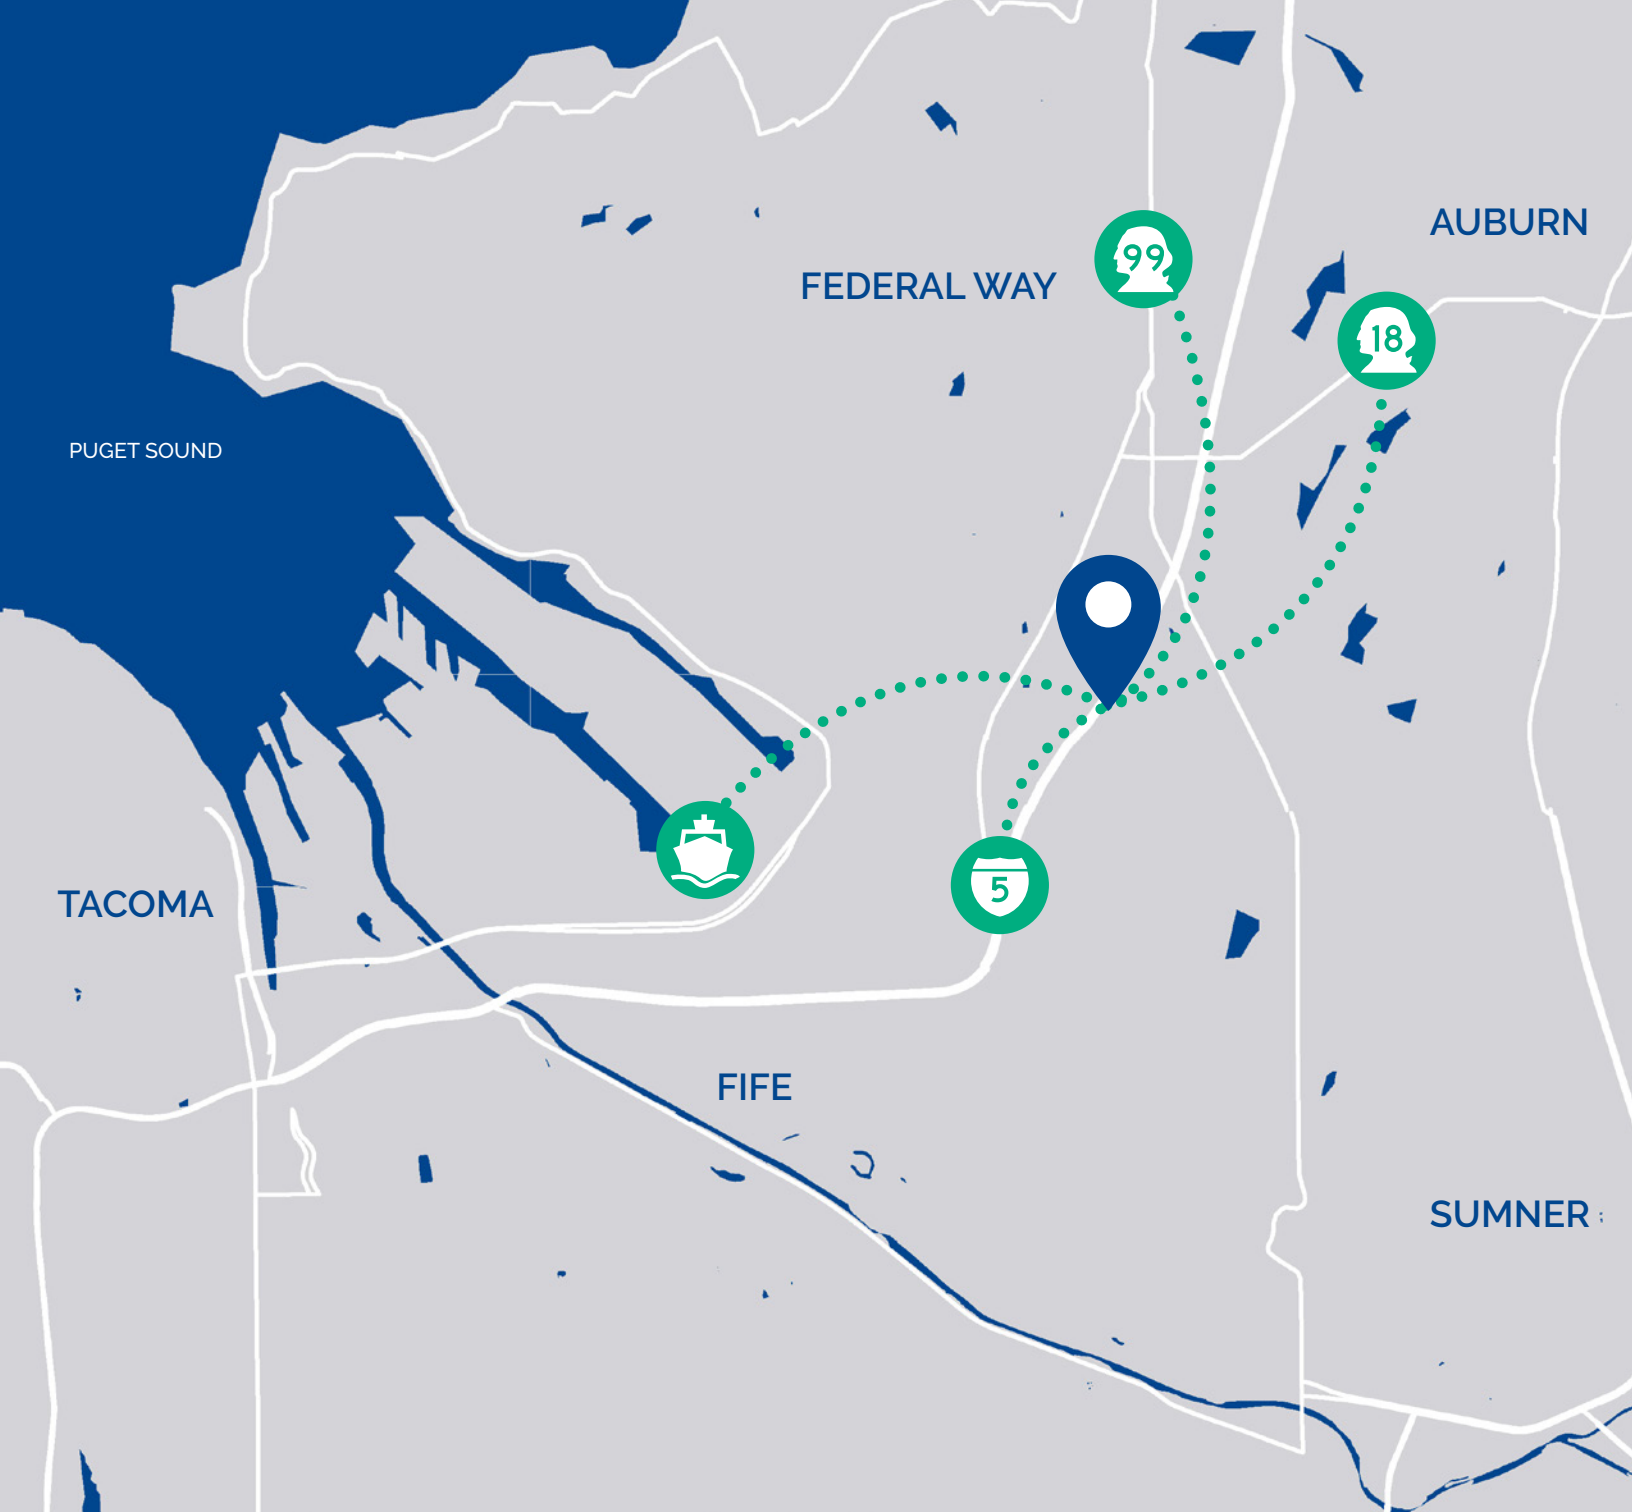 AUBURN
99
FEDERAL WAY
18
PUGET SOUND
5
TACOMA
FIFE
SUMNER